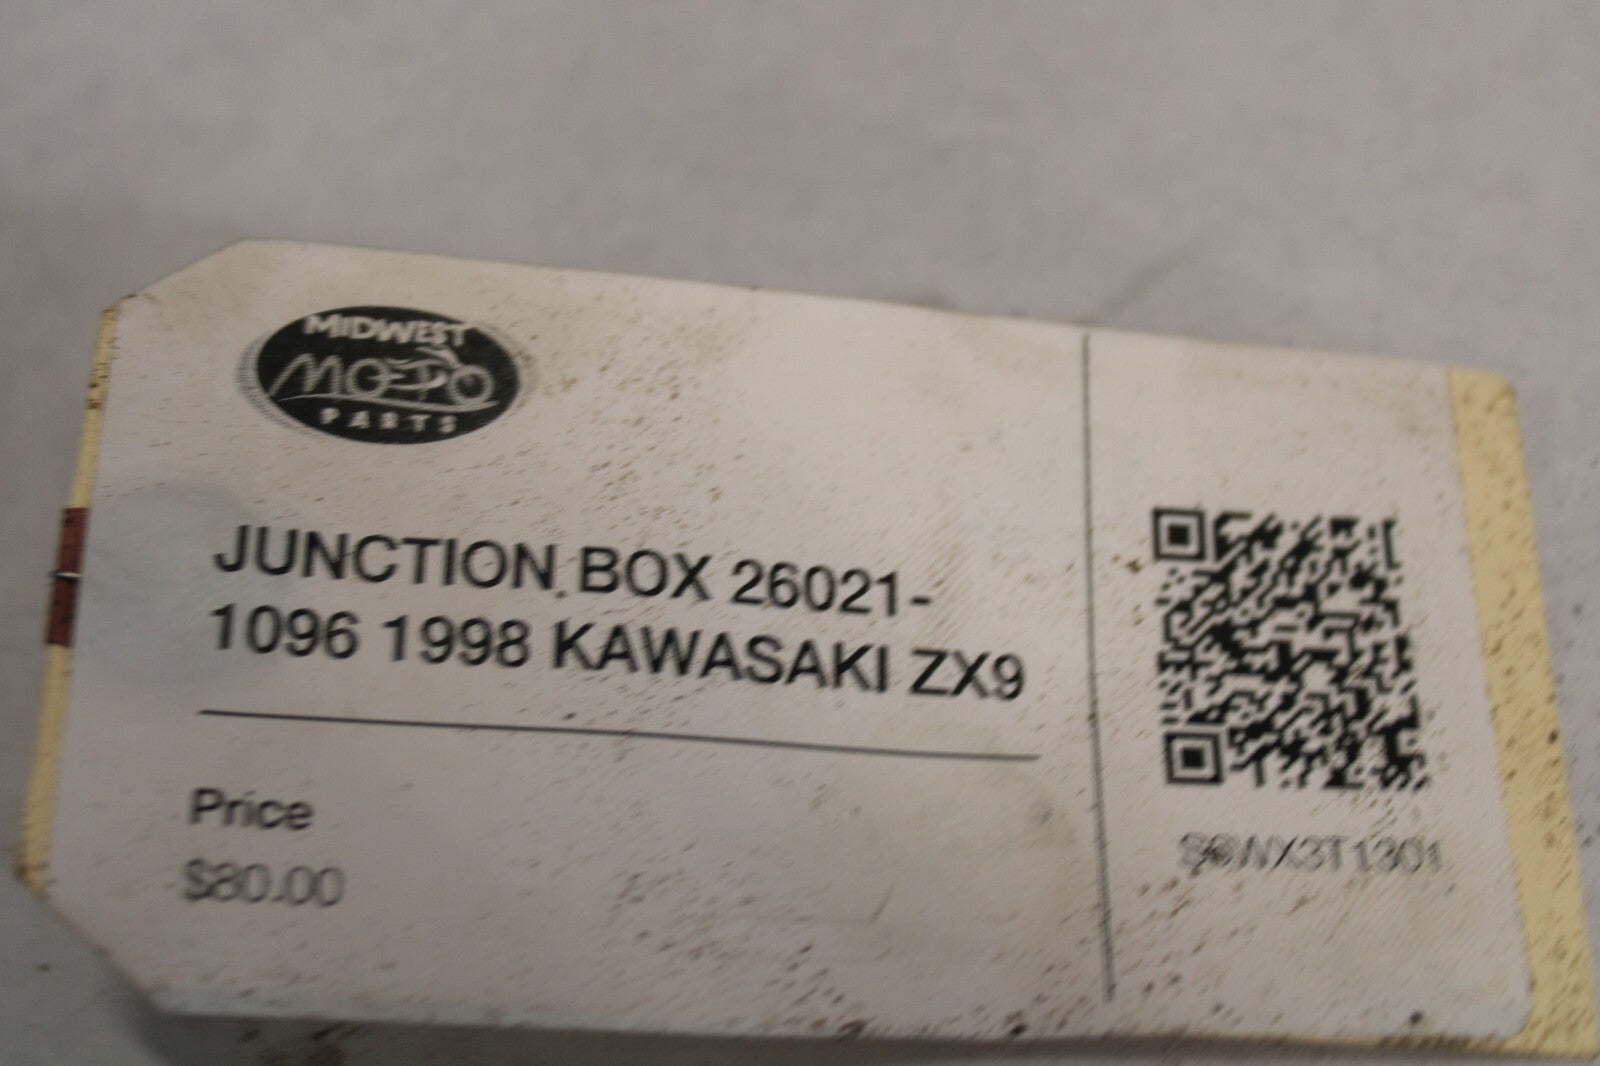 MIDWEST
MOTO
PARTS
JUNCTION BOX 26021-
1096 1998 KAWASAKI ZX9
Price
$80.00